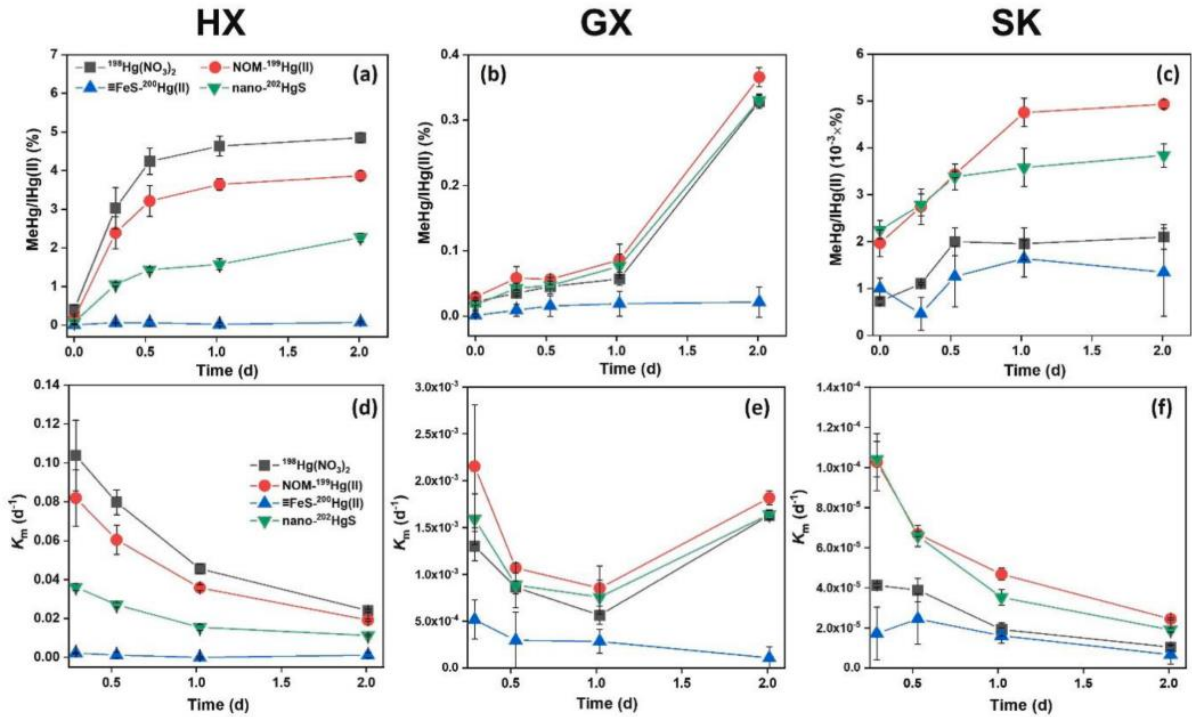 HX
GX
SK
(a)
¹⁹⁸Hg(NO₃)₂
NOM-¹⁹⁹Hg(II)
≡FeS-²⁰⁰Hg(II)
nano-²⁰²HgS
MeHg/IHg(II) (%)
7
6
5
4
3
2
1
0
0.0
0.5
1.0
1.5
2.0
Time (d)
(b)
MeHg/IHg(II) (%)
0.4
0.3
0.2
0.1
0.0
0.0
0.5
1.0
1.5
2.0
Time (d)
(c)
MeHg/IHg(II) (10⁻³×%)
6
5
4
3
2
1
0
0.0
0.5
1.0
1.5
2.0
Time (d)
(d)
¹⁹⁸Hg(NO₃)₂
NOM-¹⁹⁹Hg(II)
≡FeS-²⁰⁰Hg(II)
nano-²⁰²HgS
Kₘ (d⁻¹)
0.14
0.12
0.10
0.08
0.06
0.04
0.02
0.00
0.5
1.0
1.5
2.0
Time (d)
(e)
Kₘ (d⁻¹)
3.0x10⁻³
2.5x10⁻³
2.0x10⁻³
1.5x10⁻³
1.0x10⁻³
5.0x10⁻⁴
0.0
0.5
1.0
1.5
2.0
Time (d)
(f)
Kₘ (d⁻¹)
1.4x10⁻⁴
1.2x10⁻⁴
1.0x10⁻⁴
8.0x10⁻⁵
6.0x10⁻⁵
4.0x10⁻⁵
2.0x10⁻⁵
0.0
0.5
1.0
1.5
2.0
Time (d)